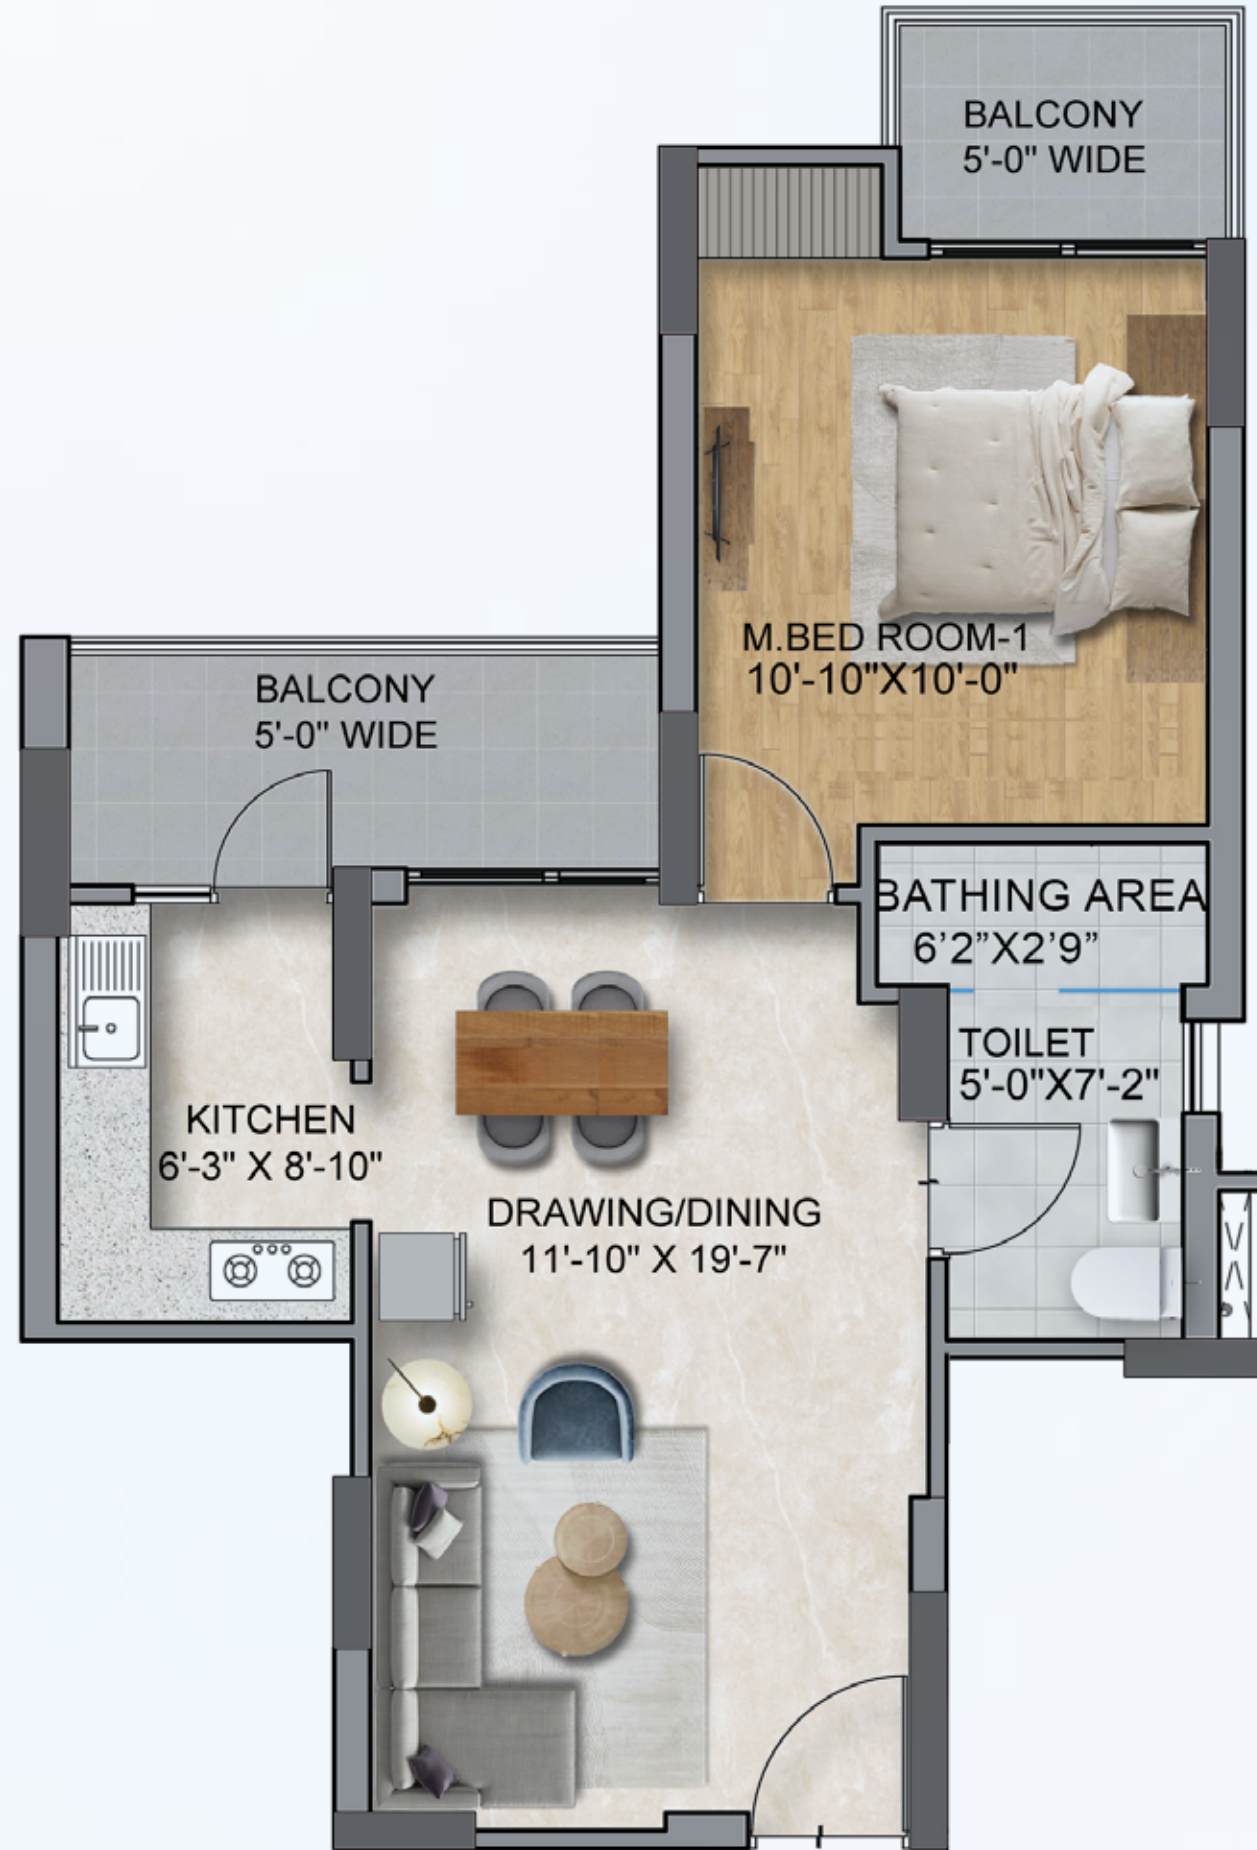 BALCONY
5'-0" WIDE
M.BED ROOM-1
10'-10"X10'-0"
BALCONY
5'-0" WIDE
BATHING AREA
6’2”X2’9”
TOILET
5'-0"X7'-2"
KITCHEN
6'-3" X 8'-10"
DRAWING/DINING
11'-10" X 19'-7"